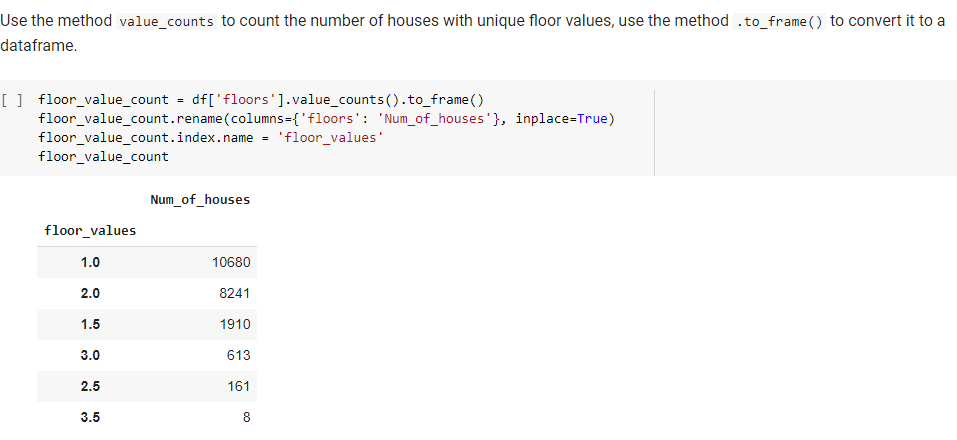 Use the method value_counts to count the number of houses with unique floor values, use the method .to_frame() to convert it to a
dataframe.
[ ] floor_value_count = df['floors'].value_counts().to_frame()
floor_value_count.rename(columns={'floors': 'Num_of_houses'}, inplace=True)
floor_value_count.index.name = 'floor_values'
floor_value_count
Num_of_houses
floor_values
1.0 10680
2.0 8241
1.5 1910
3.0 613
2.5 161
3.5 8